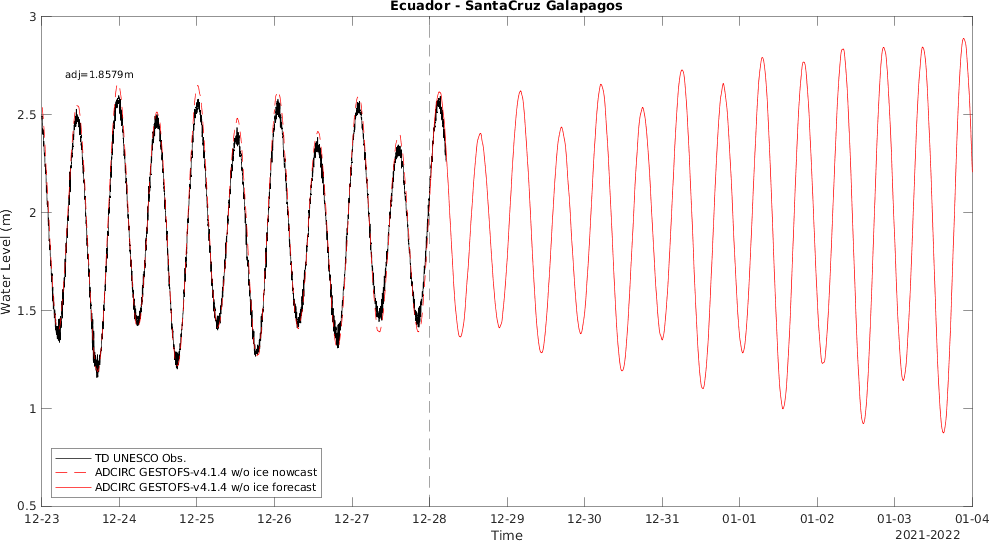 Ecuador - SantaCruz Galapagos
adj=1.8579m
3
2.5
2
1.5
1
0.5
Water Level (m)
TD UNESCO Obs.
ADCIRC GESTOFS-v4.1.4 w/o ice nowcast
ADCIRC GESTOFS-v4.1.4 w/o ice forecast
12-23 12-24 12-25 12-26 12-27 12-28 12-29 12-30 12-31 01-01 01-02 01-03 01-04
Time
2021-2022